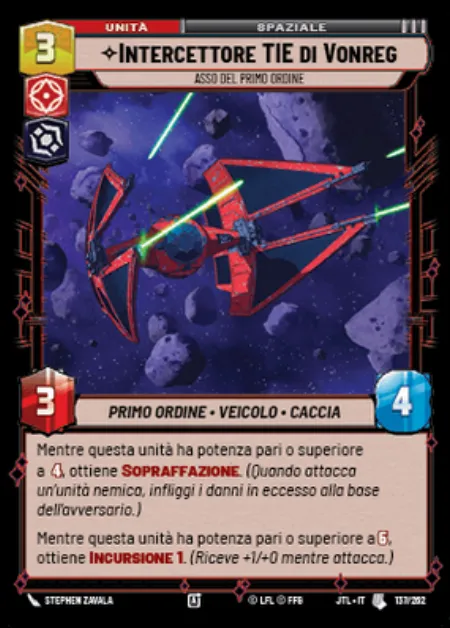 UNITÀ
SPAZIALE
3
INTERCETTORE TIE DI VONREG
ASSO DEL PRIMO ORDINE
3
4
PRIMO ORDINE • VEICOLO • CACCIA
Mentre questa unità ha potenza pari o superiore
a 4, ottiene SOPRAFFAZIONE. (Quando attacca
un'unità nemica, infliggi i danni in eccesso alla base
dell'avversario.)
Mentre questa unità ha potenza pari o superiore a 6,
ottiene INCURSIONE 1. (Riceve +1/+0 mentre attacca.)
STEPHEN ZAVALA
© LFL © FFG
JTL • IT
137/262